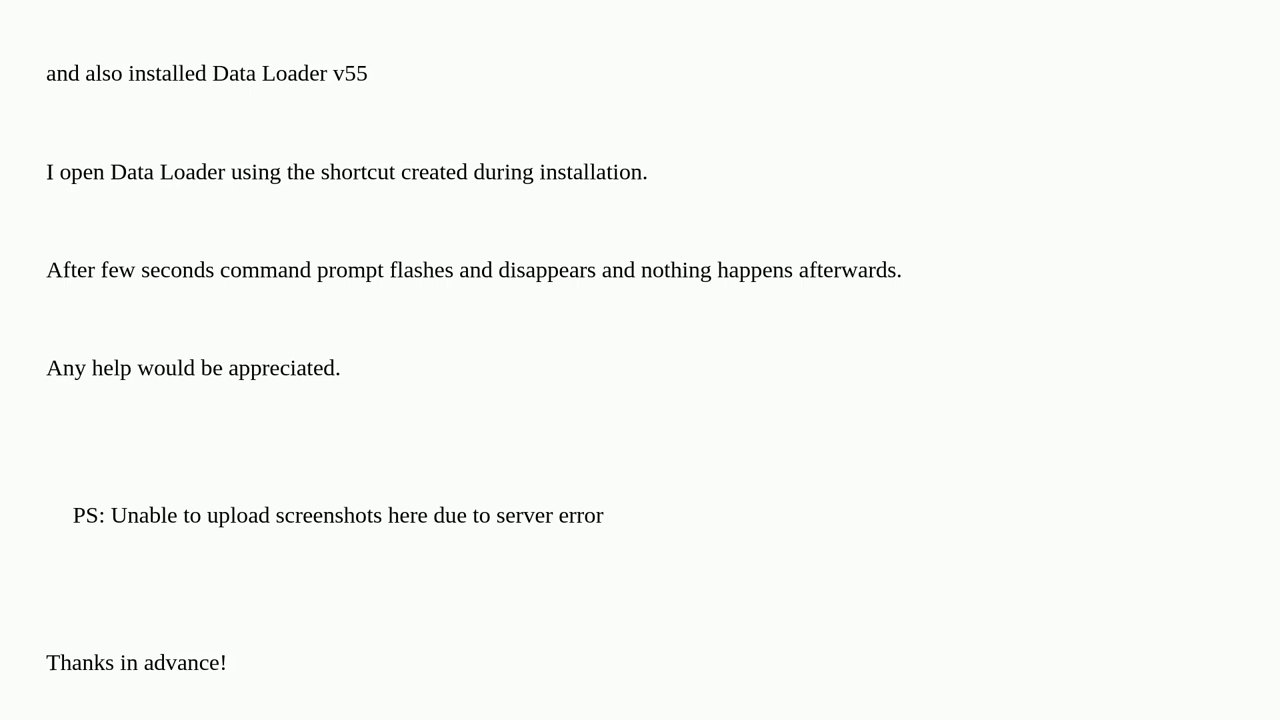 and also installed Data Loader v55
I open Data Loader using the shortcut created during installation.
After few seconds command prompt flashes and disappears and nothing happens afterwards.
Any help would be appreciated.
PS: Unable to upload screenshots here due to server error
Thanks in advance!